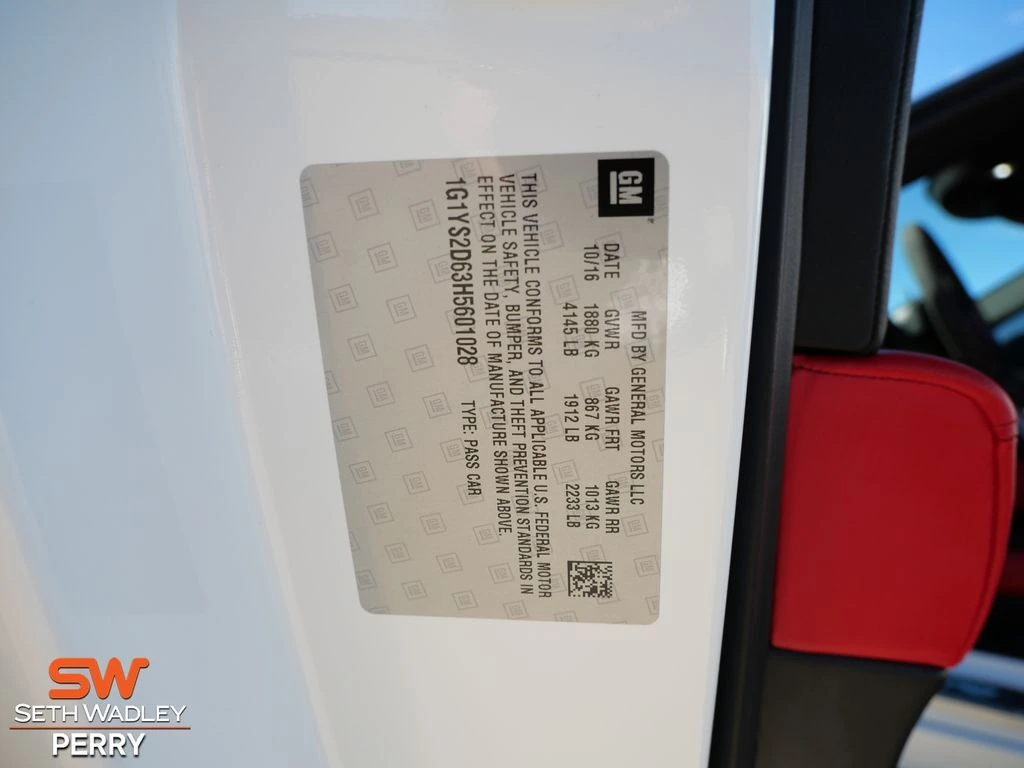 GM
MFD BY GENERAL MOTORS LLC
DATE GVWR GAWR FRT GAWR RR
10/16 1880 KG 867 KG 1013 KG
4145 LB 1912 LB 2233 LB
THIS VEHICLE CONFORMS TO ALL APPLICABLE U.S. FEDERAL MOTOR
VEHICLE SAFETY, BUMPER, AND THEFT PREVENTION STANDARDS IN
EFFECT ON THE DATE OF MANUFACTURE SHOWN ABOVE.
1G1YS2D63H5601028 TYPE: PASS CAR
SW
SETH WADLEY
PERRY